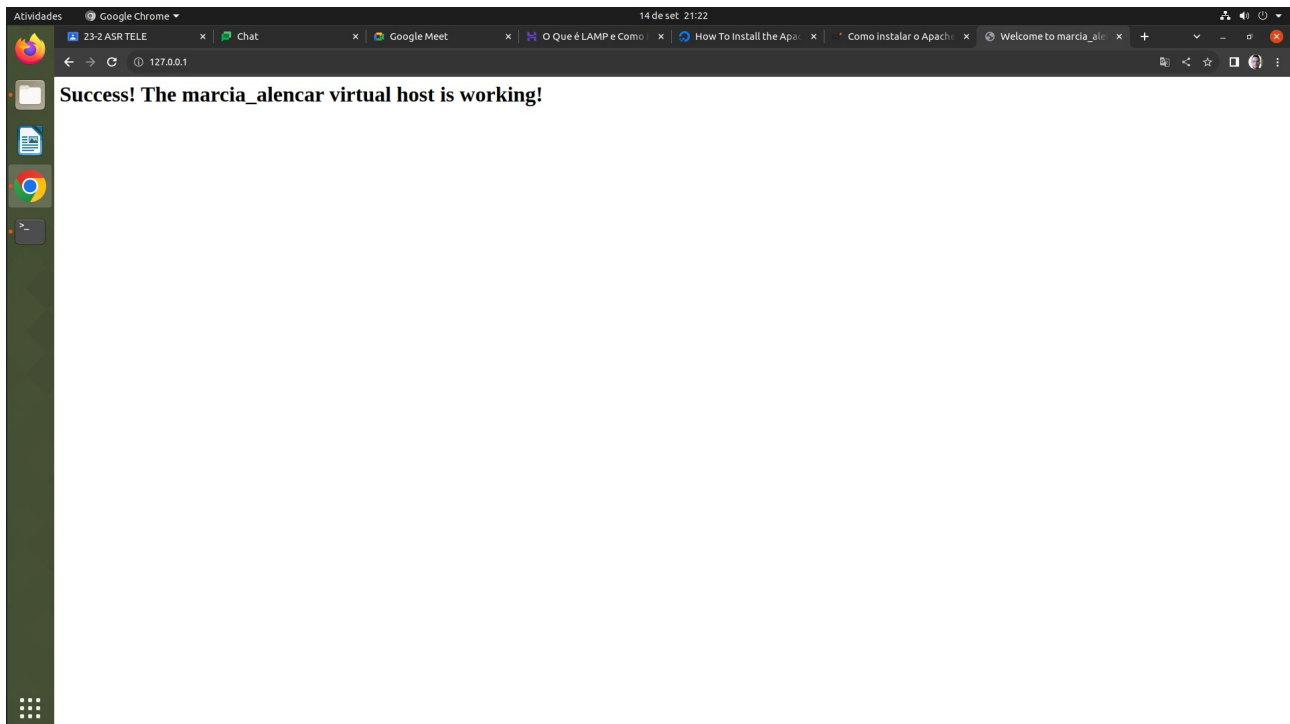 Atividades Google Chrome 14 de set 21:22
23-2 ASR TELE Chat Google Meet O Que é LAMP e Como How To Install the Apac Como instalar o Apache Welcome to marcia_ale
127.0.0.1
Success! The marcia_alencar virtual host is working!